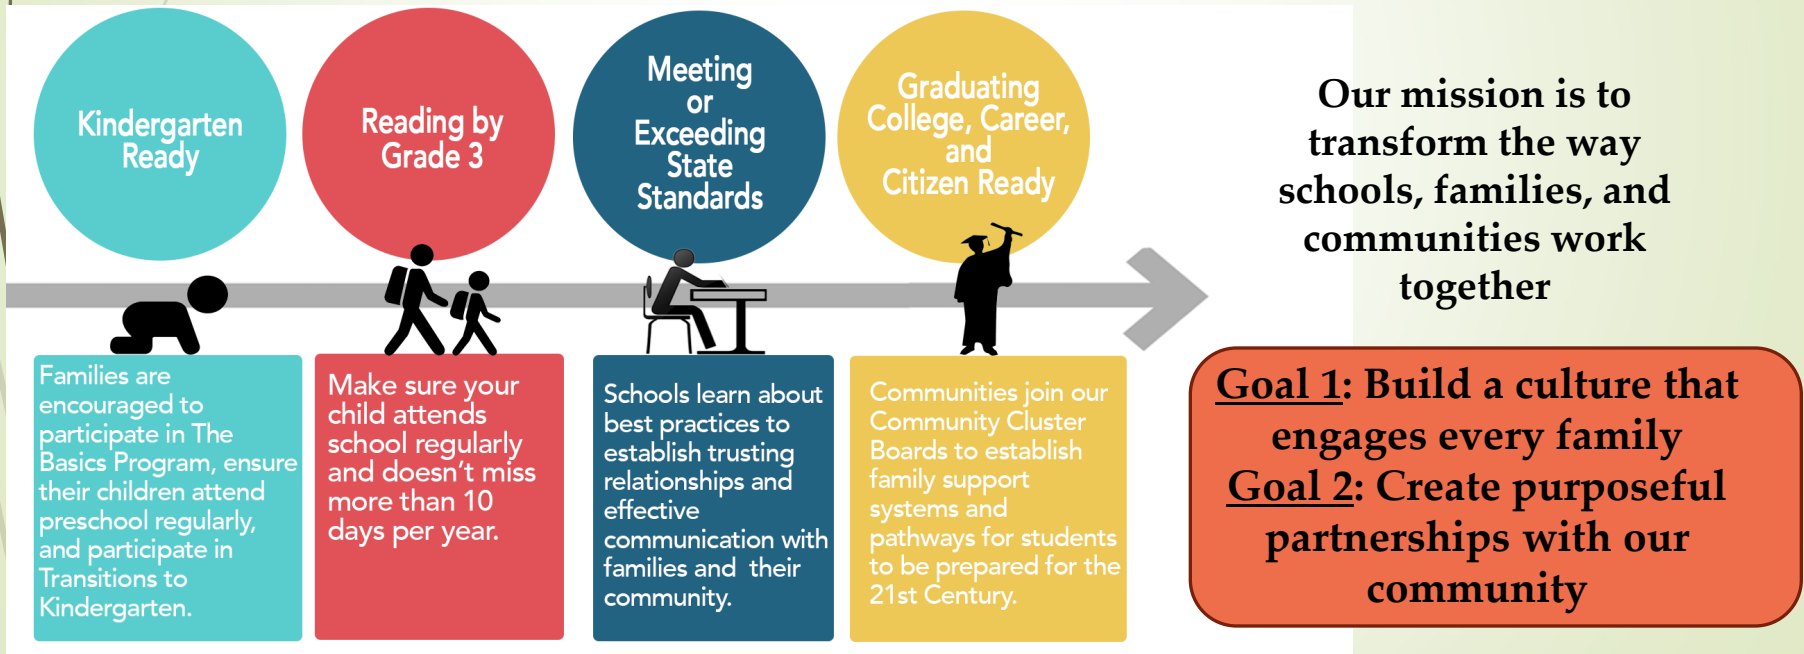 Kindergarten
Ready
Reading by
Grade 3
Meeting
or
Exceeding
State
Standards
Graduating
College, Career,
and
Citizen Ready
Families are
encouraged to
participate in The
Basics Program, ensure
their children attend
preschool regularly,
and participate in
Transitions to
Kindergarten.
Make sure your
child attends
school regularly
and doesn't miss
more than 10
days per year.
Schools learn about
best practices to
establish trusting
relationships and
effective
communication with
families and their
community.
Communities join our
Community Cluster
Boards to establish
family support
systems and
pathways for students
to be prepared for the
21st Century.
Our mission is to
transform the way
schools, families, and
communities work
together
Goal 1: Build a culture that
engages every family
Goal 2: Create purposeful
partnerships with our
community